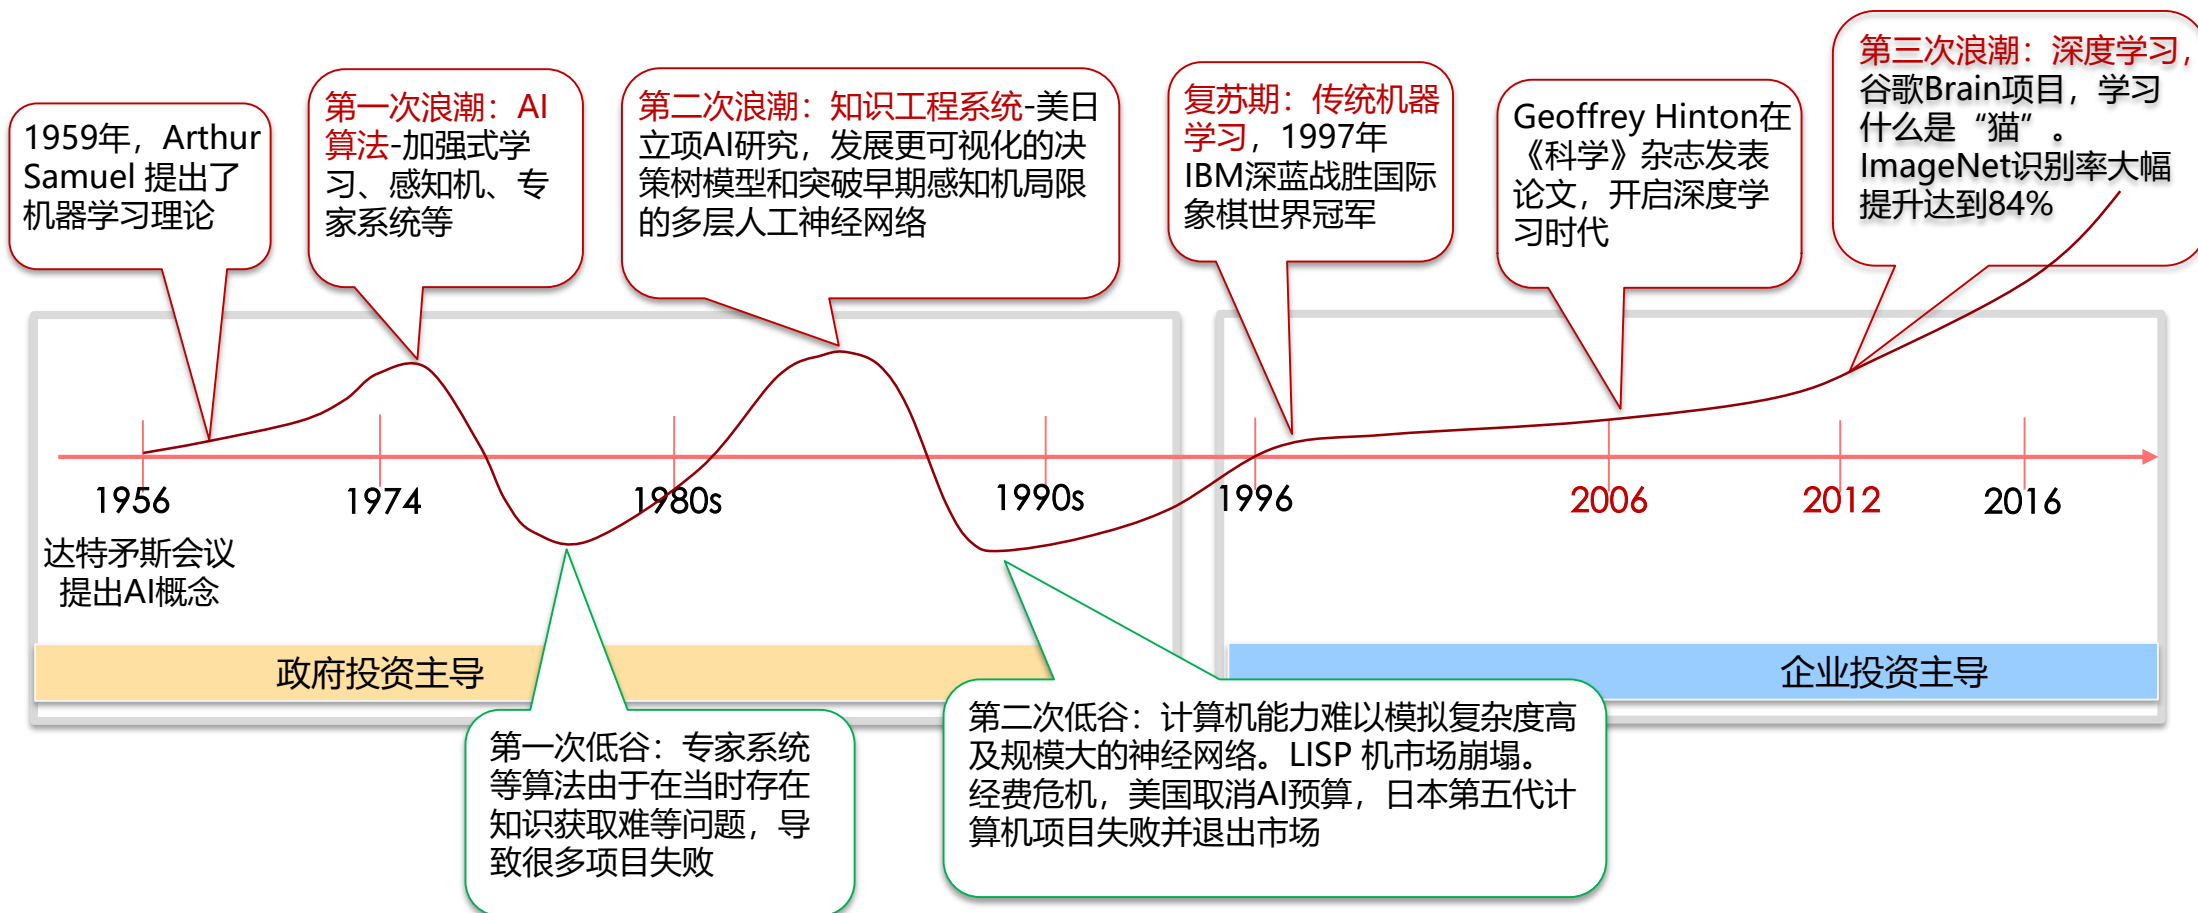 1959年，Arthur
Samuel 提出了
机器学习理论
第一次浪潮：AI
算法-加强式学
习、感知机、专
家系统等
第二次浪潮：知识工程系统-美日
立项AI研究，发展更可视化的决
策树模型和突破早期感知机局限
的多层人工神经网络
复苏期：传统机器
学习，1997年
IBM深蓝战胜国际
象棋世界冠军
Geoffrey Hinton在
《科学》杂志发表
论文，开启深度学
习时代
第三次浪潮：深度学习，
谷歌Brain项目，学习
什么是“猫”。
ImageNet识别率大幅
提升达到84%
1956
1974
1980s
1990s
1996
2006
2012
2016
达特矛斯会议
提出AI概念
政府投资主导
企业投资主导
第一次低谷：专家系统
等算法由于在当时存在
知识获取难等问题，导
致很多项目失败
第二次低谷：计算机能力难以模拟复杂度高
及规模大的神经网络。LISP 机市场崩塌。
经费危机，美国取消AI预算，日本第五代计
算机项目失败并退出市场